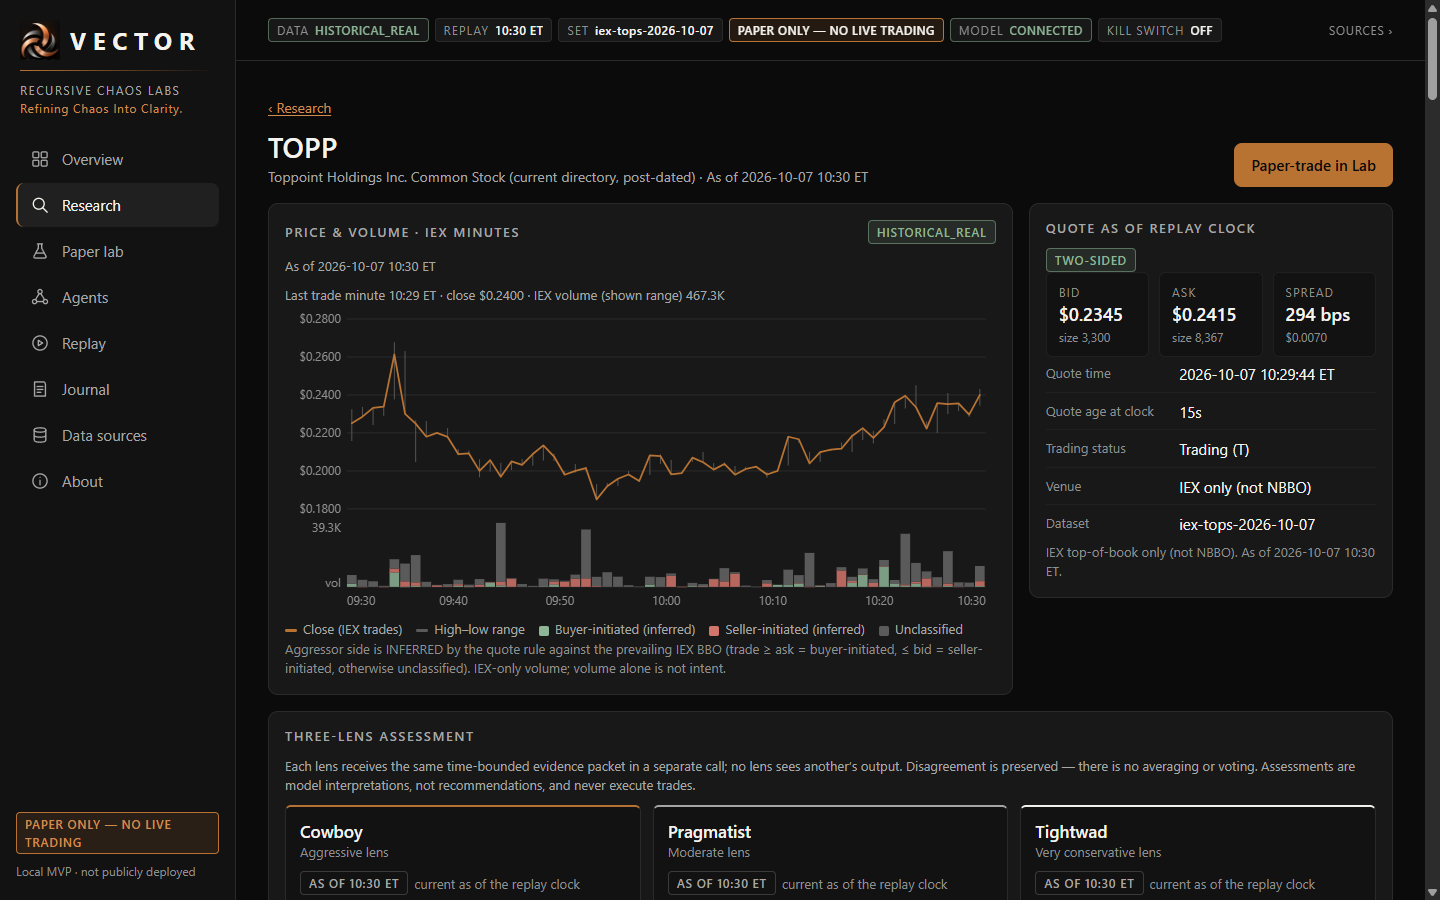 VECTOR
RECURSIVE CHAOS LABS
Refining Chaos Into Clarity.
Overview
Research
Paper lab
Agents
Replay
Journal
Data sources
About
PAPER ONLY — NO LIVE
TRADING
Local MVP · not publicly deployed
DATA HISTORICAL_REAL
REPLAY 10:30 ET
SET iex-tops-2026-10-07
PAPER ONLY — NO LIVE TRADING
MODEL CONNECTED
KILL SWITCH OFF
SOURCES ›
‹ Research
TOPP
Toppoint Holdings Inc. Common Stock (current directory, post-dated) · As of 2026-10-07 10:30 ET
Paper-trade in Lab
PRICE & VOLUME · IEX MINUTES
HISTORICAL_REAL
As of 2026-10-07 10:30 ET
Last trade minute 10:29 ET · close $0.2400 · IEX volume (shown range) 467.3K
$0.2800
$0.2600
$0.2400
$0.2200
$0.2000
$0.1800
39.3K
vol
09:30 09:40 09:50 10:00 10:10 10:20 10:30
Close (IEX trades) High–low range Buyer-initiated (inferred) Seller-initiated (inferred) Unclassified
Aggressor side is INFERRED by the quote rule against the prevailing IEX BBO (trade ≥ ask = buyer-initiated, ≤ bid = seller-
initiated, otherwise unclassified). IEX-only volume; volume alone is not intent.
QUOTE AS OF REPLAY CLOCK
TWO-SIDED
BID
$0.2345
size 3,300
ASK
$0.2415
size 8,367
SPREAD
294 bps
$0.0070
Quote time 2026-10-07 10:29:44 ET
Quote age at clock 15s
Trading status Trading (T)
Venue IEX only (not NBBO)
Dataset iex-tops-2026-10-07
IEX top-of-book only (not NBBO). As of 2026-10-07 10:30
ET.
THREE-LENS ASSESSMENT
Each lens receives the same time-bounded evidence packet in a separate call; no lens sees another's output. Disagreement is preserved — there is no averaging or voting. Assessments are
model interpretations, not recommendations, and never execute trades.
Cowboy
Aggressive lens
AS OF 10:30 ET current as of the replay clock
Pragmatist
Moderate lens
AS OF 10:30 ET current as of the replay clock
Tightwad
Very conservative lens
AS OF 10:30 ET current as of the replay clock